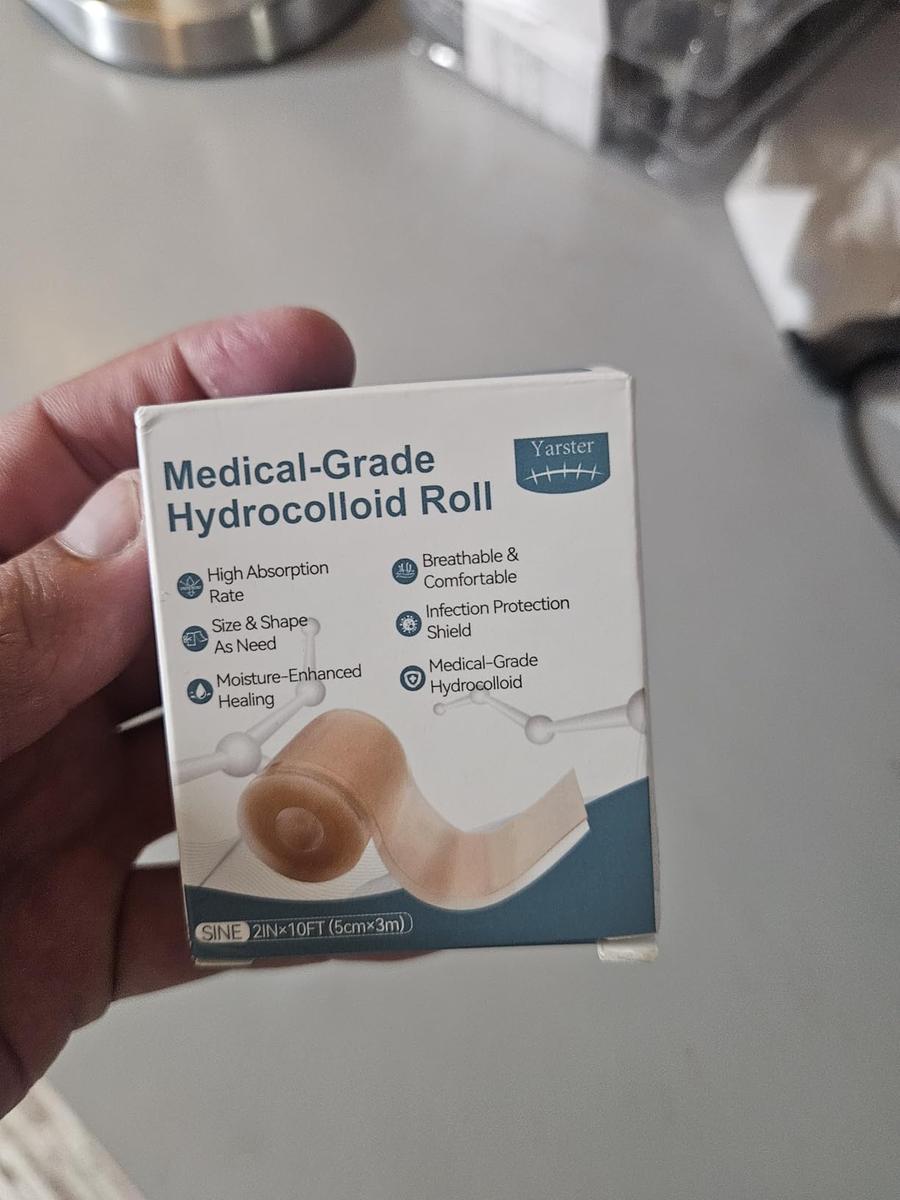 Medical-Grade
Hydrocolloid Roll
Yarster
High Absorption
Rate
Size & Shape
As Need
Moisture-Enhanced
Healing
Breathable &
Comfortable
Infection Protection
Shield
Medical-Grade
Hydrocolloid
SINE 2IN×10FT (5cm×3m)